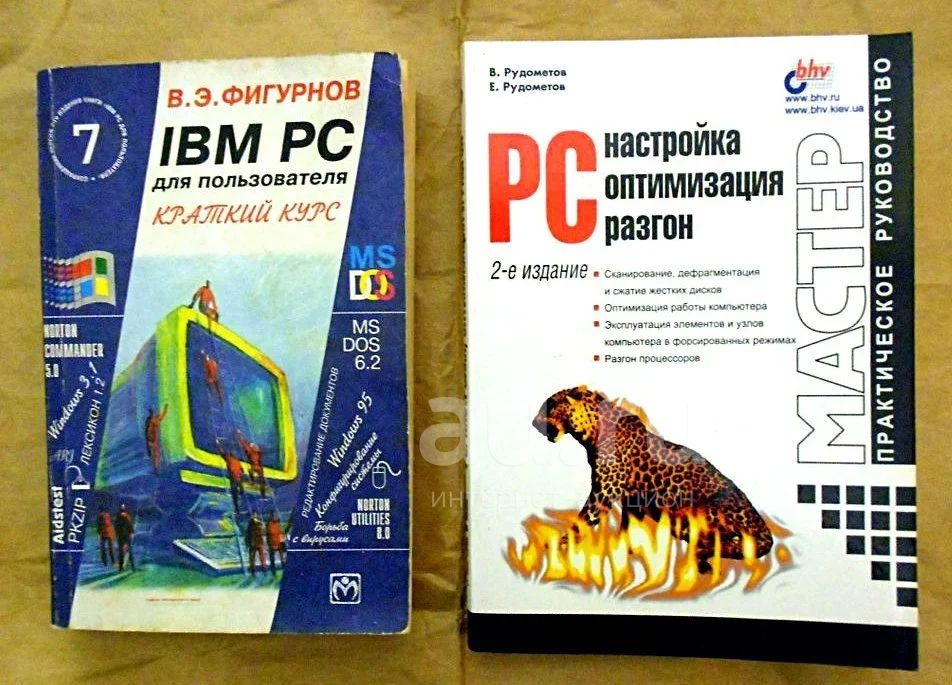 В.Э.ФИГУРНОВ
IBM PC
для пользователя
КРАТКИЙ КУРС
7
MS
DOS
MS
DOS
6.2
NORTON
COMMANDER
5.0
Windows 3.1
ЛЕКСИКОН 1.2
ARJ
Aidstest
PKZIP
РЕДАКТИРОВАНИЕ ДОКУМЕНТОВ
Windows 95
Конфигурирование
системы
Борьба
с вирусами
NORTON
UTILITIES
8.0
В. Рудометов
Е. Рудометов
bhv
www.bhv.ru
www.bhv.kiev.ua
PC
настройка
оптимизация
разгон
2-е издание
Сканирование, дефрагментация
и сжатие жестких дисков
Оптимизация работы компьютера
Эксплуатация элементов и узлов
компьютера в форсированных режимах
Разгон процессоров
МАСТЕР
ПРАКТИЧЕСКОЕ РУКОВОДСТВО